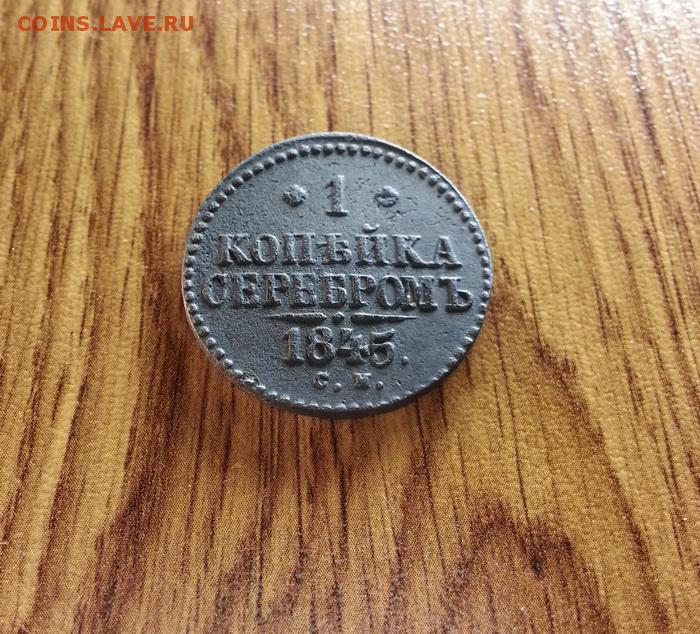 COINS.LAVE.RU
1
КОПѢЙКА
СЕРЕБРОМЪ
1845.
С. М.